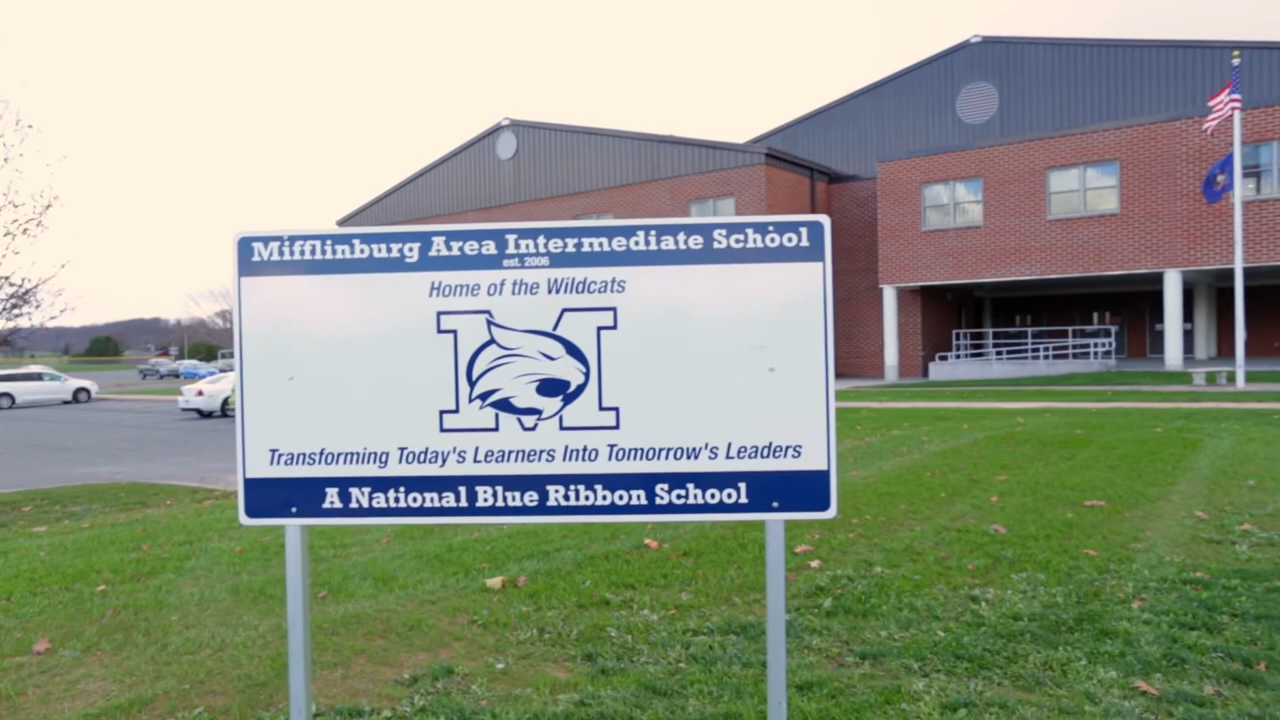 Mifflinburg Area Intermediate School
est. 2006
Home of the Wildcats
M
Transforming Today's Learners Into Tomorrow's Leaders
A National Blue Ribbon School